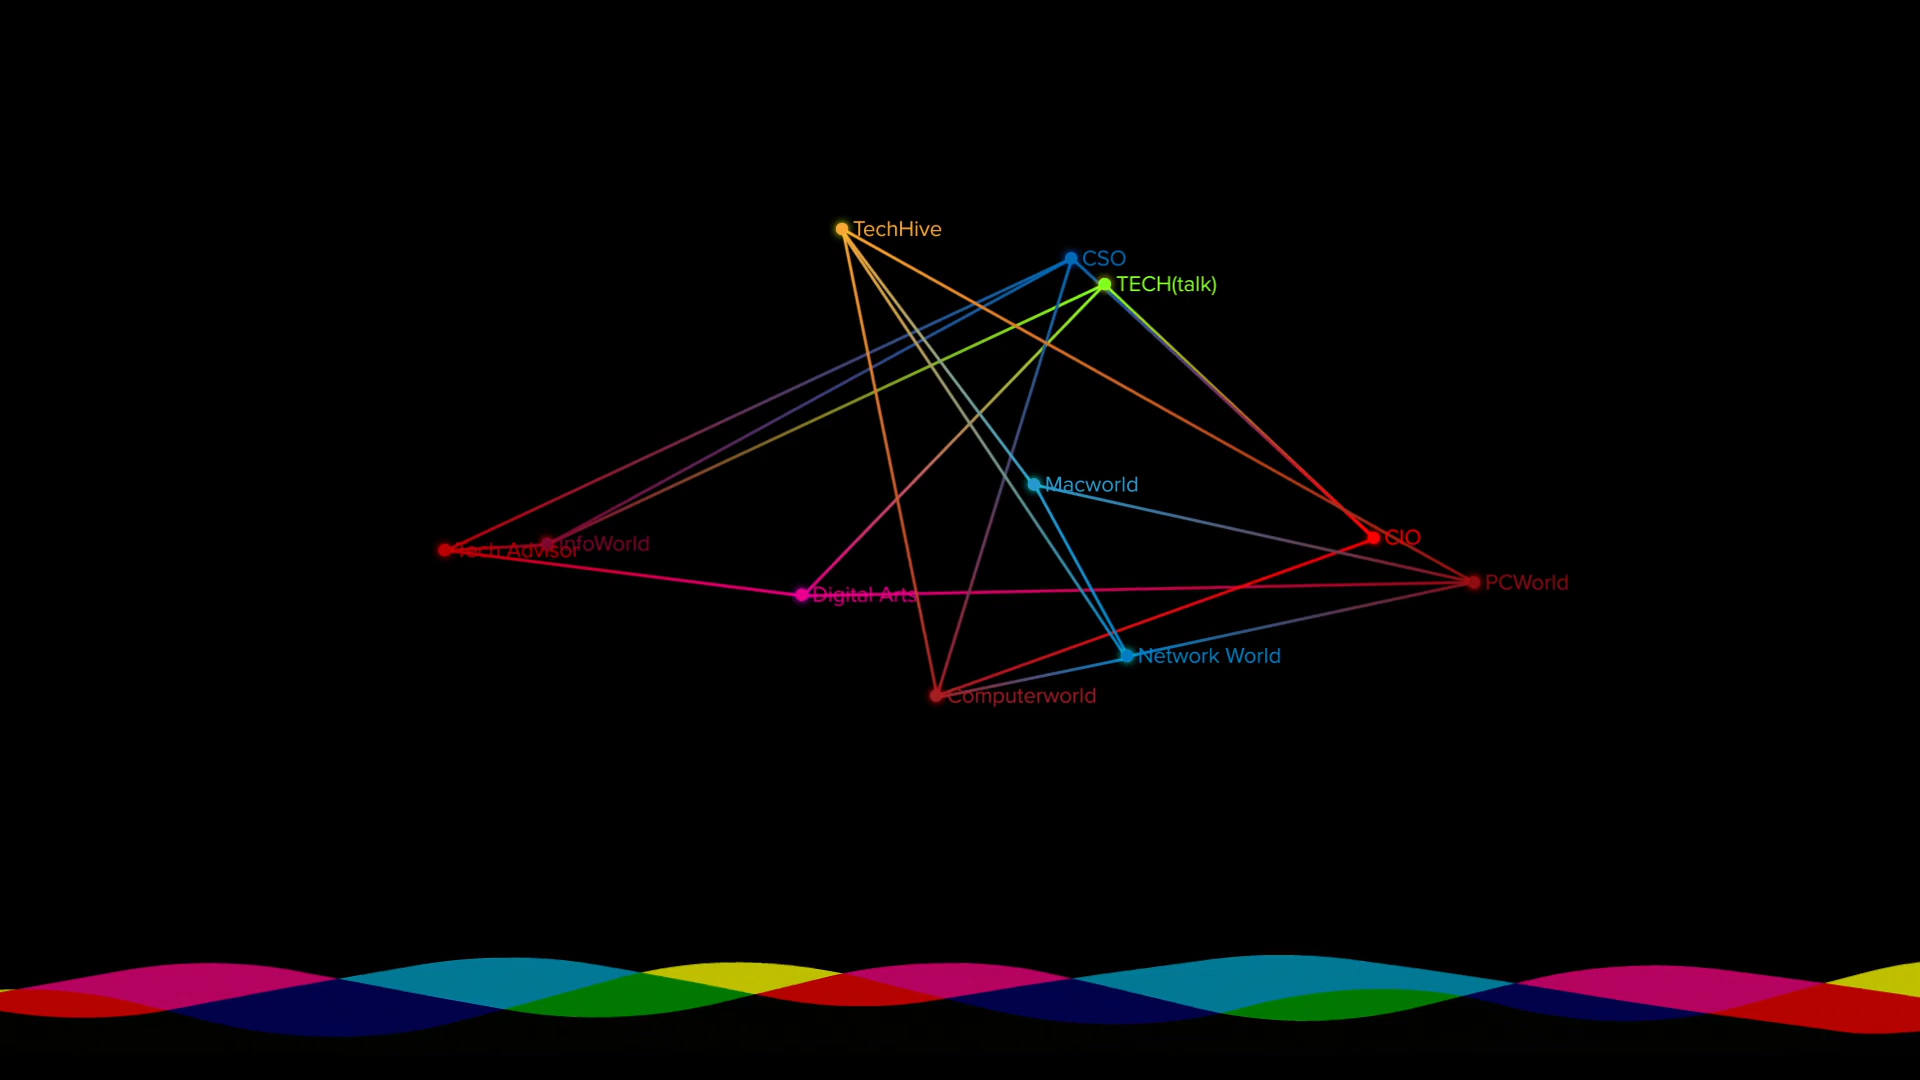 TechHive
CSO
TECH(talk)
Macworld
CIO
InfoWorld
Tech Advisor
PCWorld
Digital Arts
Network World
Computerworld